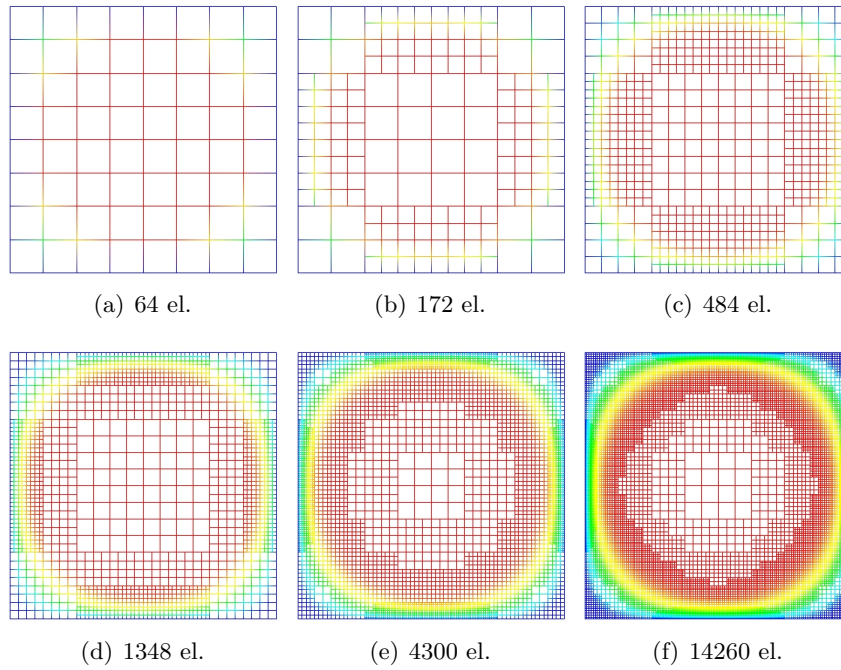 (a) 64 el.
(b) 172 el.
(c) 484 el.
(d) 1348 el.
(e) 4300 el.
(f) 14260 el.